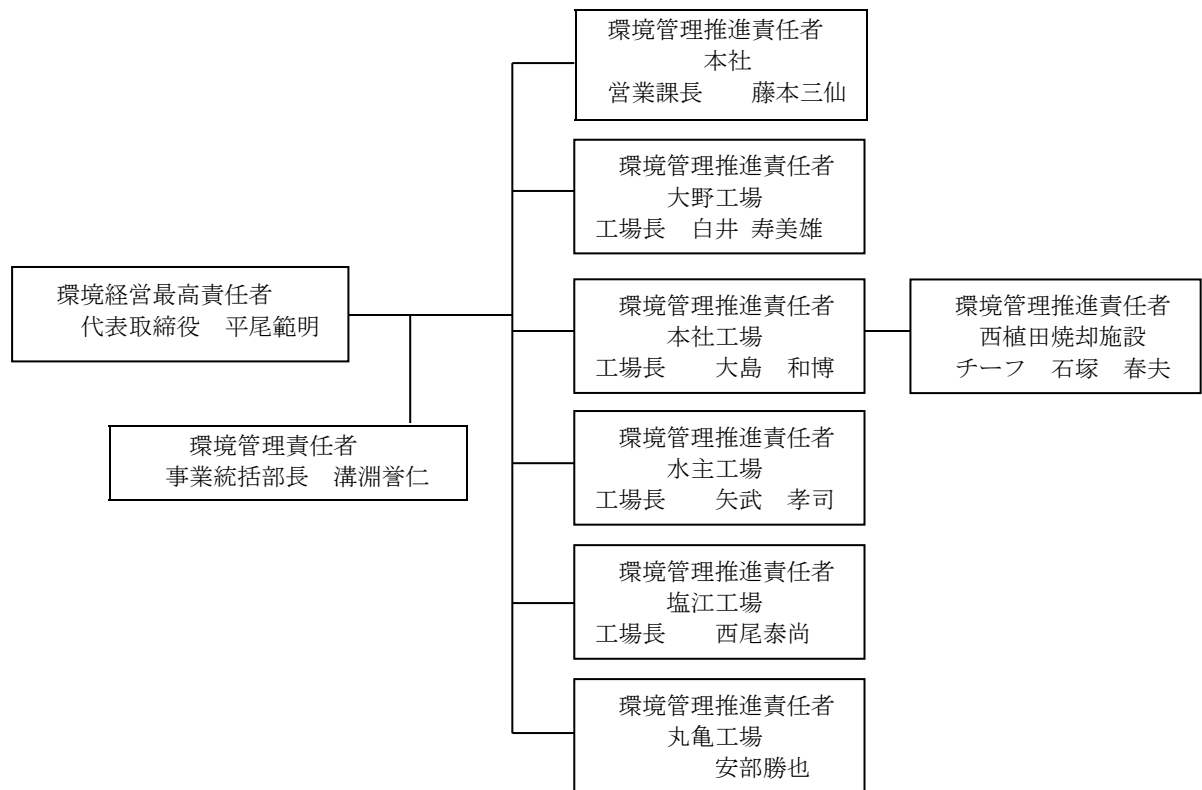 環境管理推進責任者
本社
営業課長　　藤本三仙
環境管理推進責任者
大野工場
工場長　白井 寿美雄
環境経営最高責任者
代表取締役　平尾範明
環境管理推進責任者
本社工場
工場長　　大島　和博
環境管理推進責任者
西植田焼却施設
チーフ　石塚　春夫
環境管理責任者
事業統括部長　溝淵誉仁
環境管理推進責任者
水主工場
工場長　　矢武　孝司
環境管理推進責任者
塩江工場
工場長　　西尾泰尚
環境管理推進責任者
丸亀工場
安部勝也